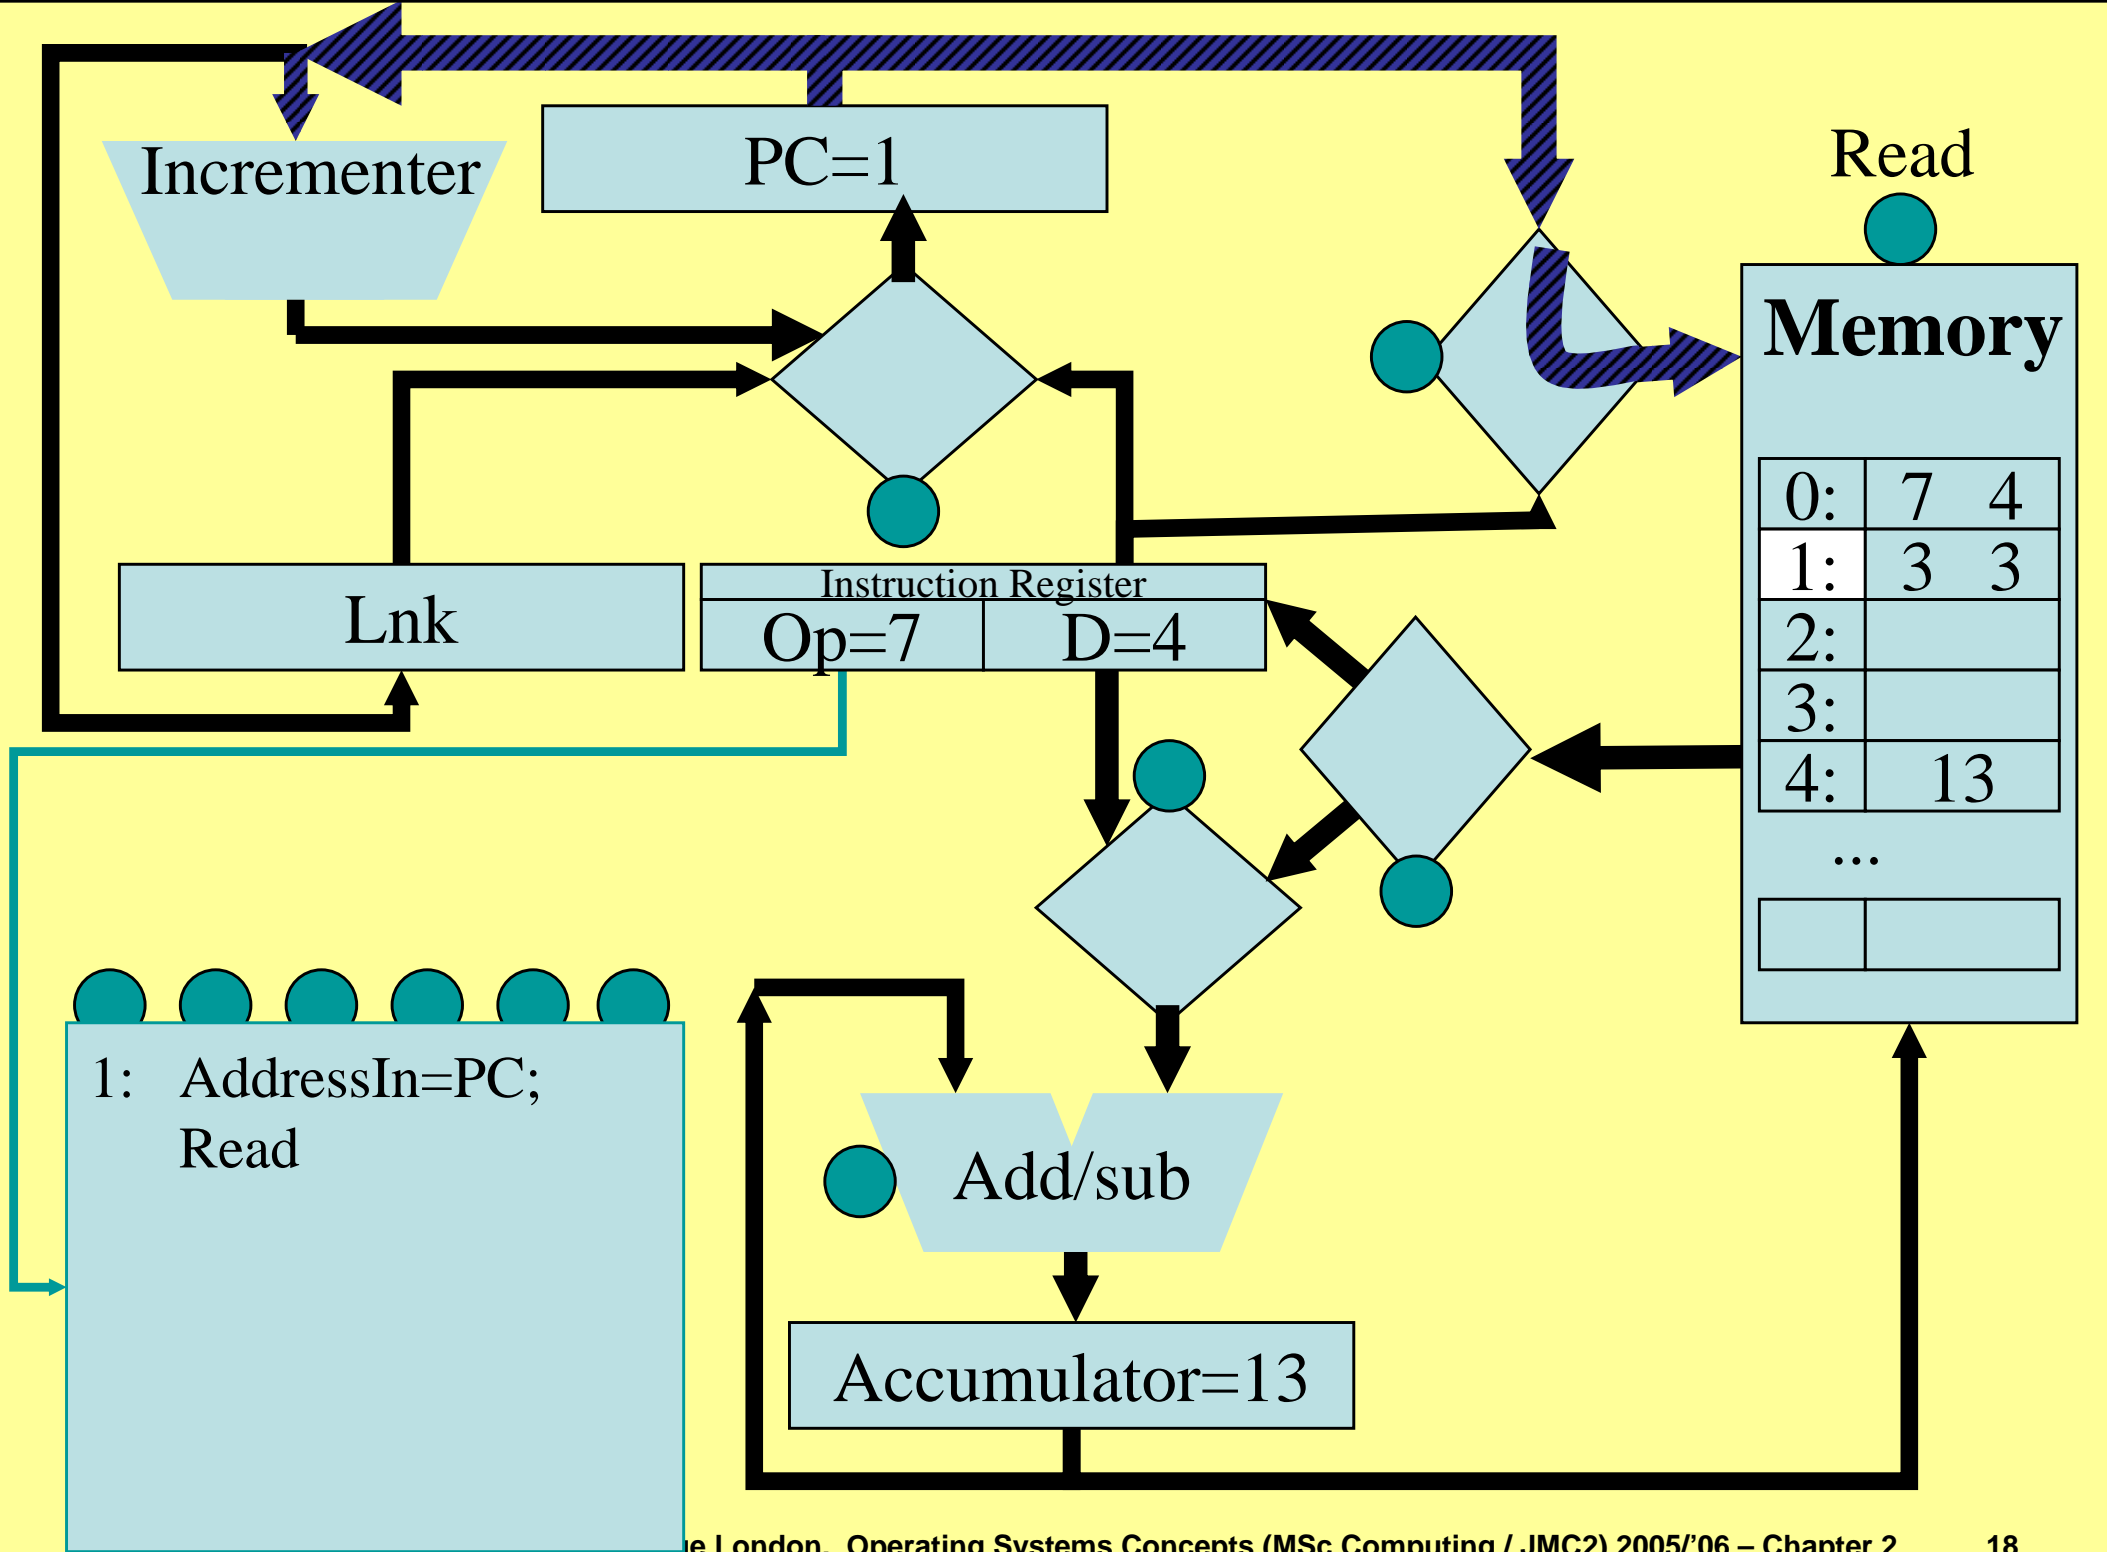 Incrementer
PC=1
Read
Memory
0: 7 4
1: 3 3
2:
3:
4: 13
...
Lnk
Instruction Register
Op=7 D=4
1: AddressIn=PC;
Read
Add/sub
Accumulator=13
London. Operating Systems Concepts (MSc Computing / JMC2) 2005/'06 – Chapter 2 18